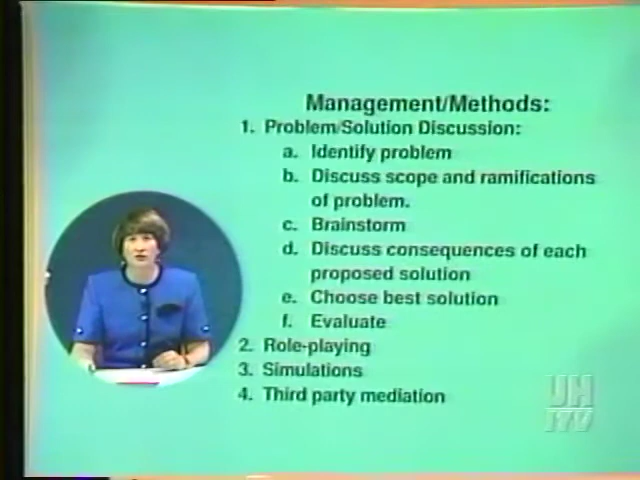 Management/Methods:
1. Problem/Solution Discussion:
a. Identify problem
b. Discuss scope and ramifications
of problem.
c. Brainstorm
d. Discuss consequences of each
proposed solution
e. Choose best solution
f. Evaluate
2. Role-playing
3. Simulations
4. Third party mediation
UH
ITV